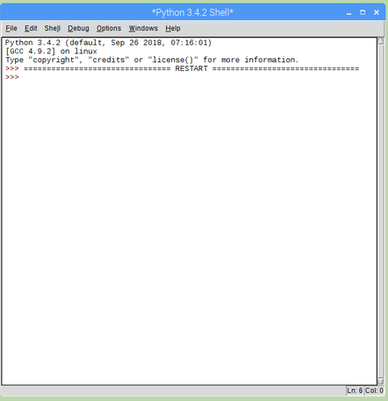 *Python 3.4.2 Shell*
File Edit Shell Debug Options Windows Help
Python 3.4.2 (default, Sep 26 2018, 07:16:01)
[GCC 4.9.2] on linux
Type "copyright", "credits" or "license()" for more information.
>>> ================================ RESTART ================================
>>>
Ln: 6 Col: 0